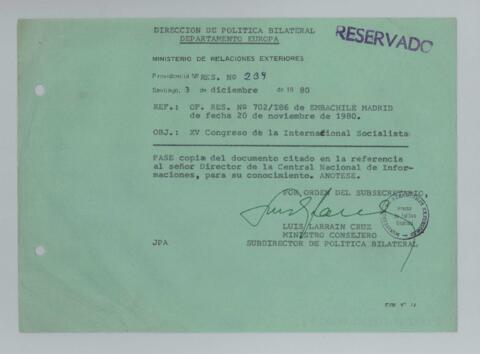 DIRECCION DE POLITICA BILATERAL
DEPARTAMENTO EUROPA
RESERVADO
MINISTERIO DE RELACIONES EXTERIORES
Providencia Nº RES. Nº 239
Santiago, 3 de diciembre de 19 80
REF.: OF. RES. Nº 702/186 de EMBACHILE MADRID
de fecha 20 de noviembre de 1980.
OBJ.: XV Congreso de la Internacional Socialista
PASE copia del documento citado en la referencia
al señor Director de la Central Nacional de Infor-
maciones, para su conocimiento. ANOTESE.
POR ORDEN DEL SUBSECRETARIO
LUIS LARRAIN CRUZ
MINISTRO CONSEJERO
JPA SUBDIRECTOR DE POLITICA BILATERAL